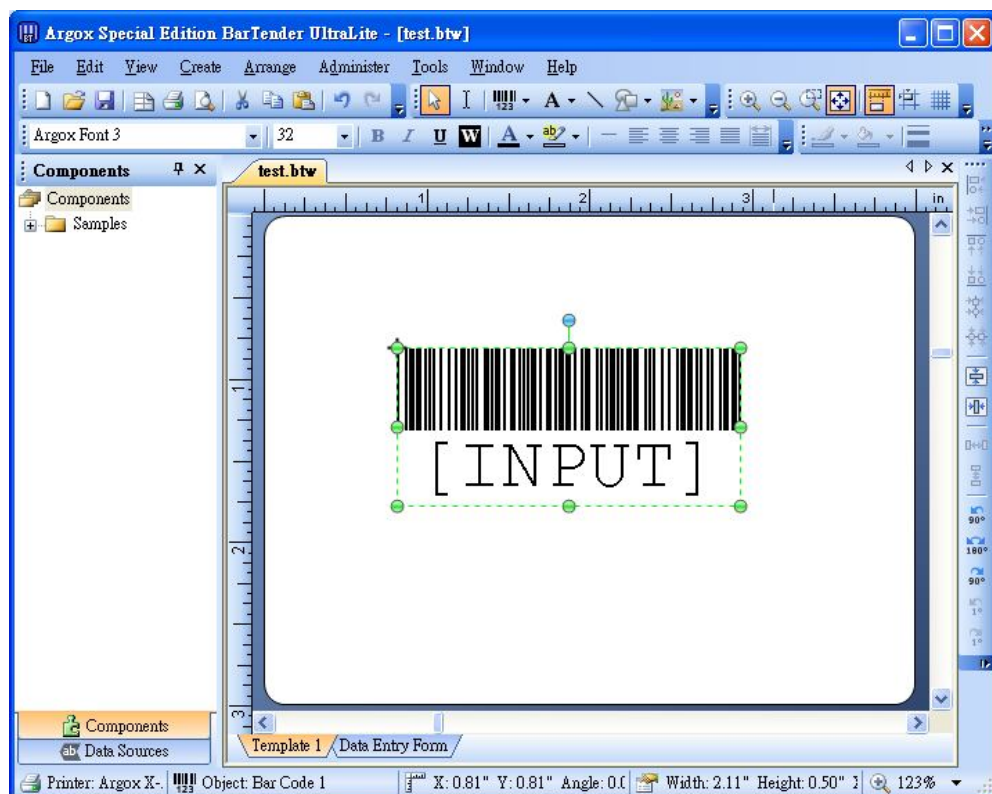 Argox Special Edition BarTender UltraLite - [test.btw]
File Edit View Create Arrange Administer Tools Window Help
Argox Font 3 32 B I U W A ab
Components test.btw
Components
Samples
1 2 3 in
1
2
3
[INPUT]
90°
180°
90°
1°
1°
Components
Data Sources
Template 1 Data Entry Form
Printer: Argox X-. Object: Bar Code 1 X: 0.81" Y: 0.81" Angle: 0.( Width: 2.11" Height: 0.50" 123%